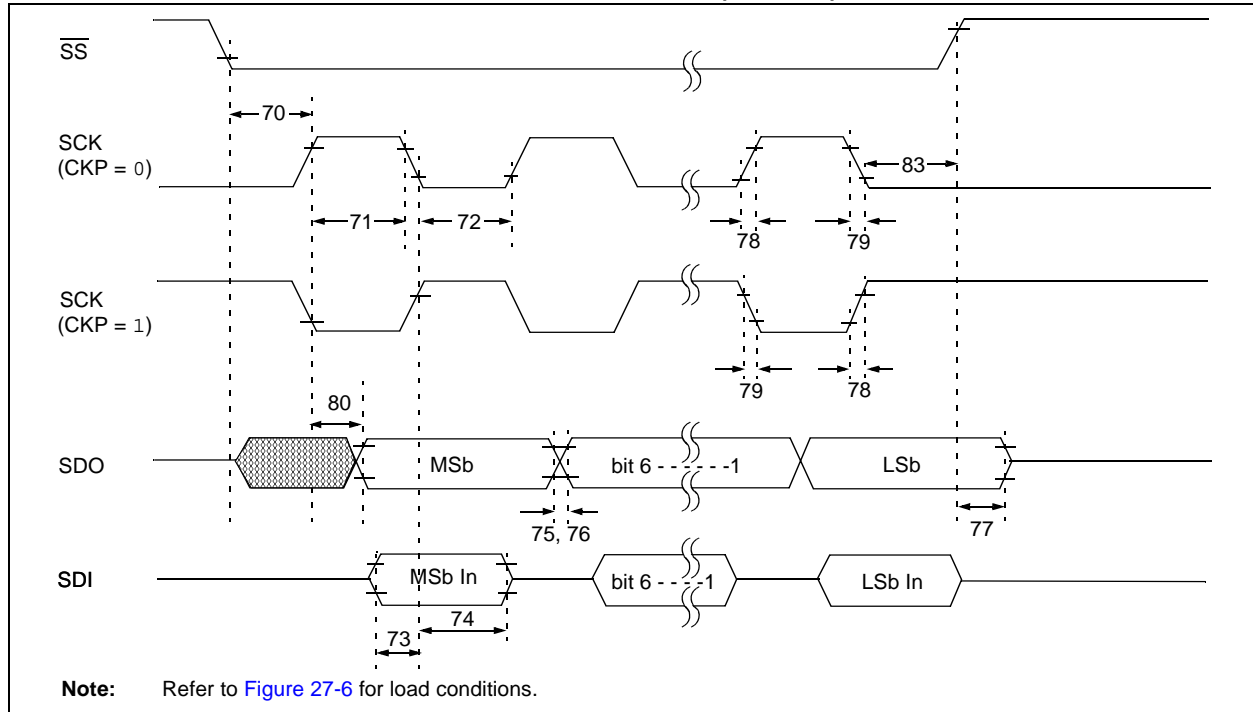 SS
70
SCK
(CKP = 0)
83
71
72
78
79
SCK
(CKP = 1)
79
78
80
SDO
MSb
bit 6 - - - - - -1
LSb
75, 76
77
SDI
MSb In
bit 6 - - - -1
LSb In
74
73
Note: Refer to Figure 27-6 for load conditions.